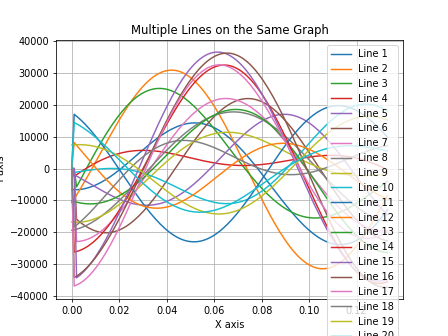 Multiple Lines on the Same Graph
40000
30000
20000
10000
0
−10000
−20000
−30000
−40000
0.00
0.02
0.04
0.06
0.08
0.10
X axis
Line 1
Line 2
Line 3
Line 4
Line 5
Line 6
Line 7
Line 8
Line 9
Line 10
Line 11
Line 12
Line 13
Line 14
Line 15
Line 16
Line 17
Line 18
Line 19
Line 20